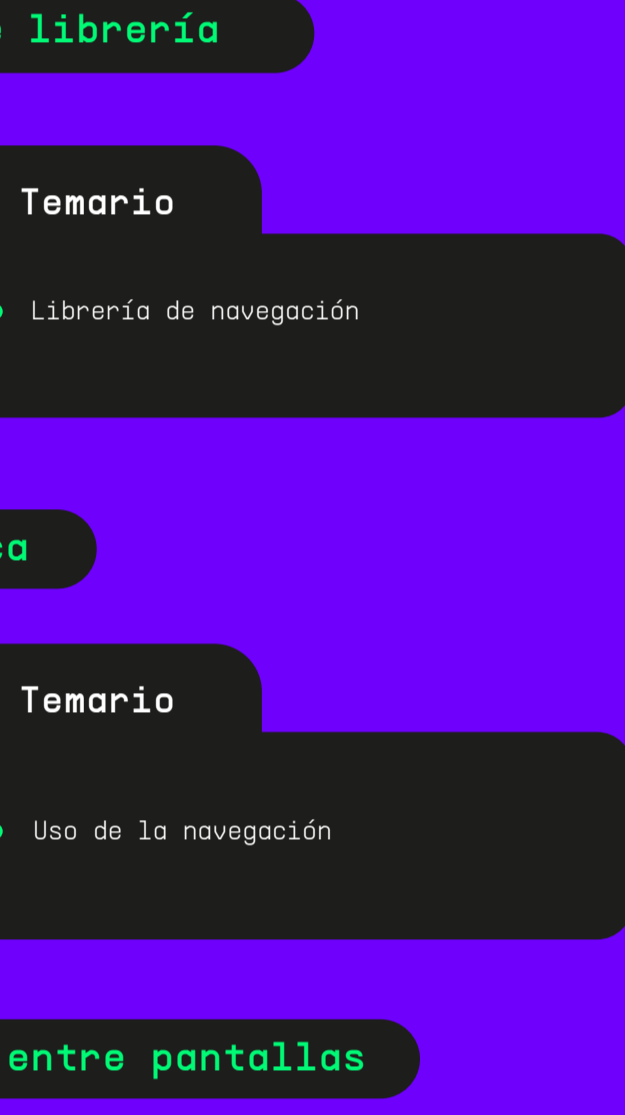 librería
Temario
Librería de navegación
Temario
Uso de la navegación
entre pantallas